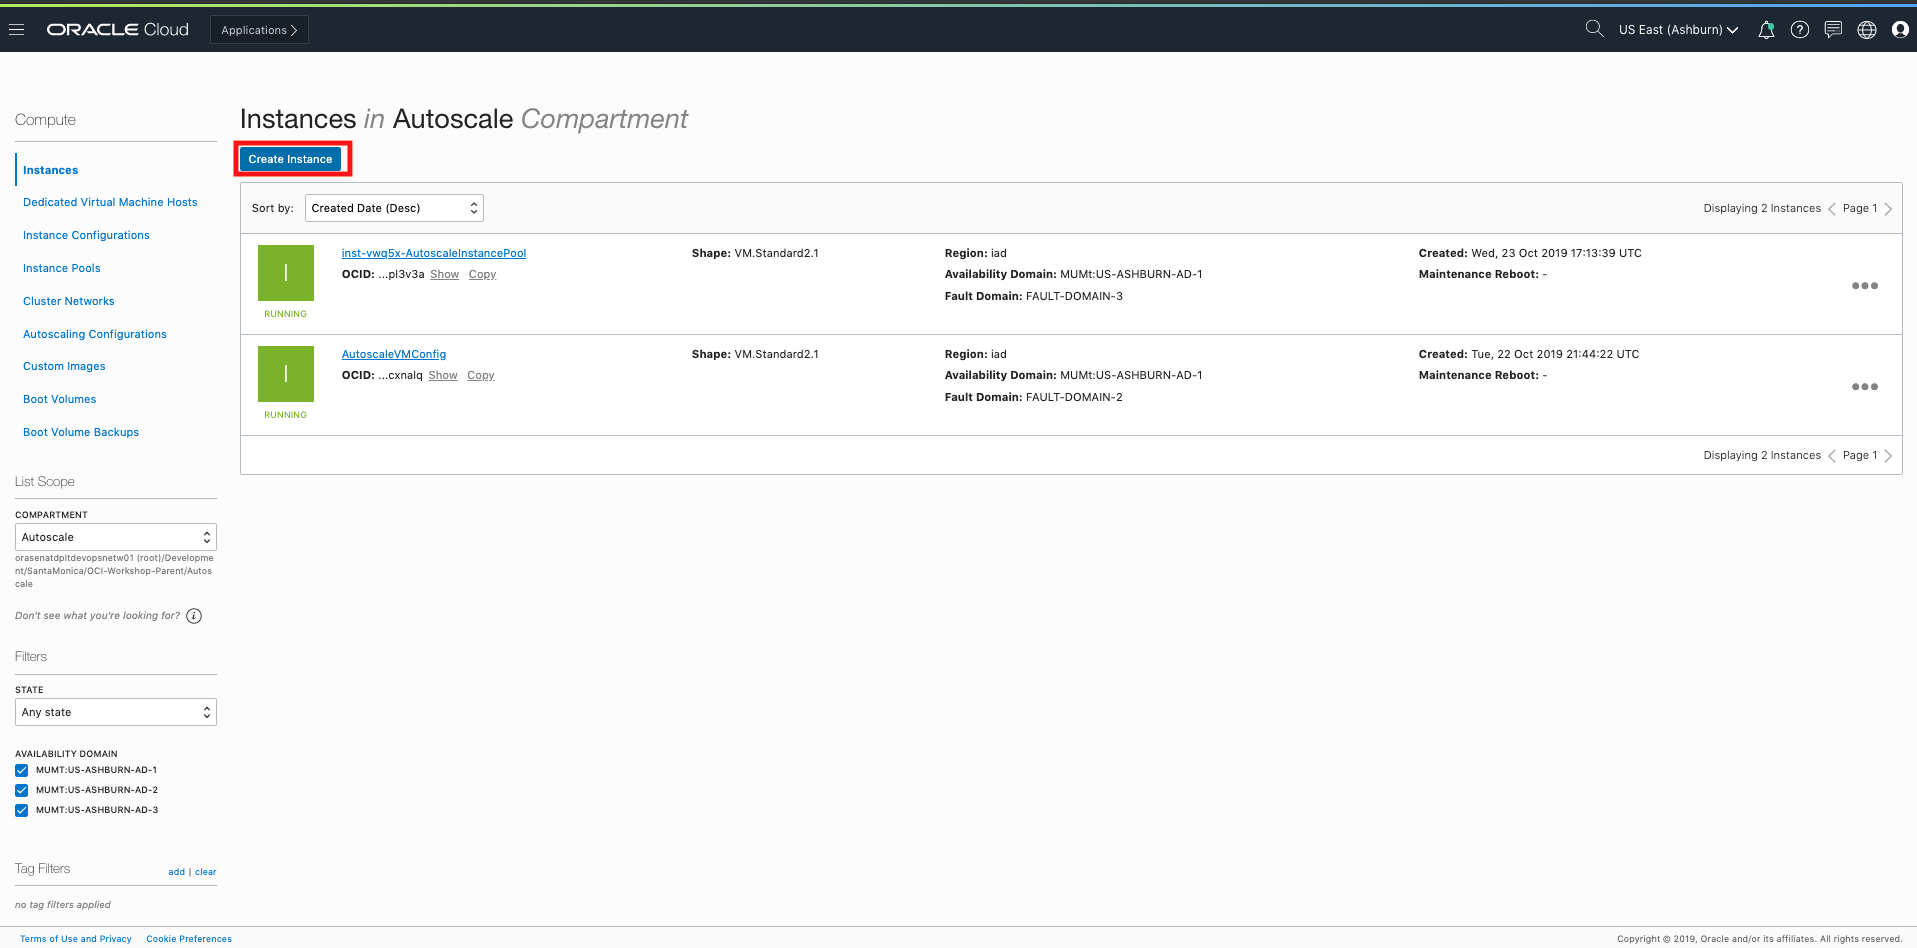 ORACLE Cloud
Applications
US East (Ashburn)
Compute
Instances
Dedicated Virtual Machine Hosts
Instance Configurations
Instance Pools
Cluster Networks
Autoscaling Configurations
Custom Images
Boot Volumes
Boot Volume Backups
List Scope
COMPARTMENT
Autoscale
orasenatdpltdevopsnetw01 (root)/Developme
nt/SantaMonica/OCI-Workshop-Parent/Autos
cale
Don't see what you're looking for?
Filters
STATE
Any state
AVAILABILITY DOMAIN
MUMT:US-ASHBURN-AD-1
MUMT:US-ASHBURN-AD-2
MUMT:US-ASHBURN-AD-3
Tag Filters
add | clear
no tag filters applied
Instances in Autoscale Compartment
Create Instance
Sort by: Created Date (Desc)
Displaying 2 Instances Page 1
I
RUNNING
inst-vwq5x-AutoscaleInstancePool
OCID: ...pl3v3a Show Copy
Shape: VM.Standard2.1
Region: iad
Availability Domain: MUMt:US-ASHBURN-AD-1
Fault Domain: FAULT-DOMAIN-3
Created: Wed, 23 Oct 2019 17:13:39 UTC
Maintenance Reboot: -
I
RUNNING
AutoscaleVMConfig
OCID: ...cxnalq Show Copy
Shape: VM.Standard2.1
Region: iad
Availability Domain: MUMt:US-ASHBURN-AD-1
Fault Domain: FAULT-DOMAIN-2
Created: Tue, 22 Oct 2019 21:44:22 UTC
Maintenance Reboot: -
Displaying 2 Instances Page 1
Terms of Use and Privacy Cookie Preferences
Copyright © 2019, Oracle and/or its affiliates. All rights reserved.